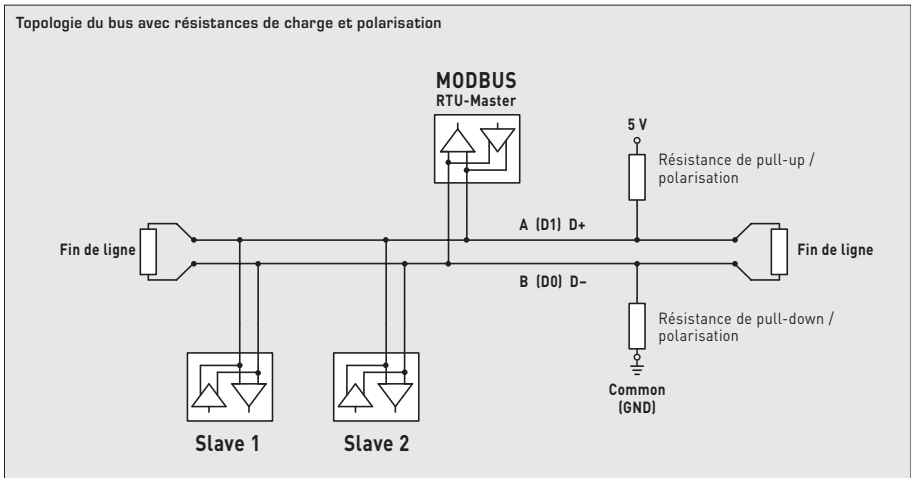 Topologie du bus avec résistances de charge et polarisation
MODBUS
RTU-Master
5 V
Résistance de pull-up /
polarisation
A (D1) D+
Fin de ligne
Fin de ligne
B (D0) D–
Résistance de pull-down /
polarisation
Common
(GND)
Slave 1
Slave 2